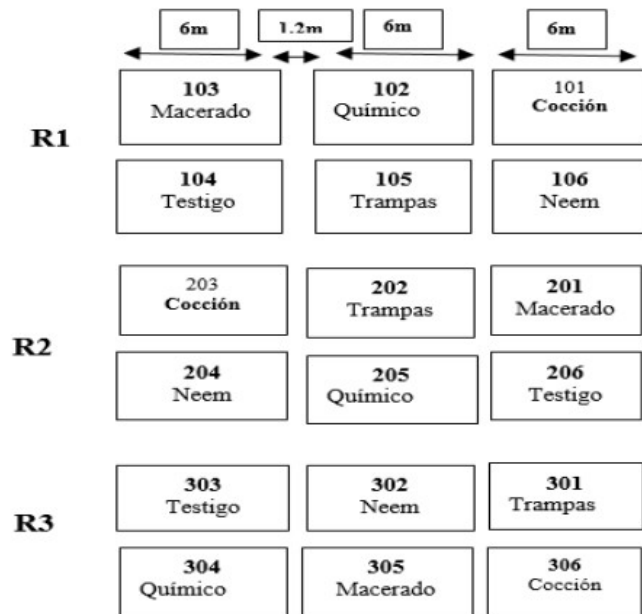 6m 1.2m 6m 6m
103 102 101
Macerado Químico Cocción
R1
104 105 106
Testigo Trampas Neem
203 202 201
Cocción Trampas Macerado
R2
204 205 206
Neem Químico Testigo
303 302 301
Testigo Neem Trampas
R3
304 305 306
Químico Macerado Cocción